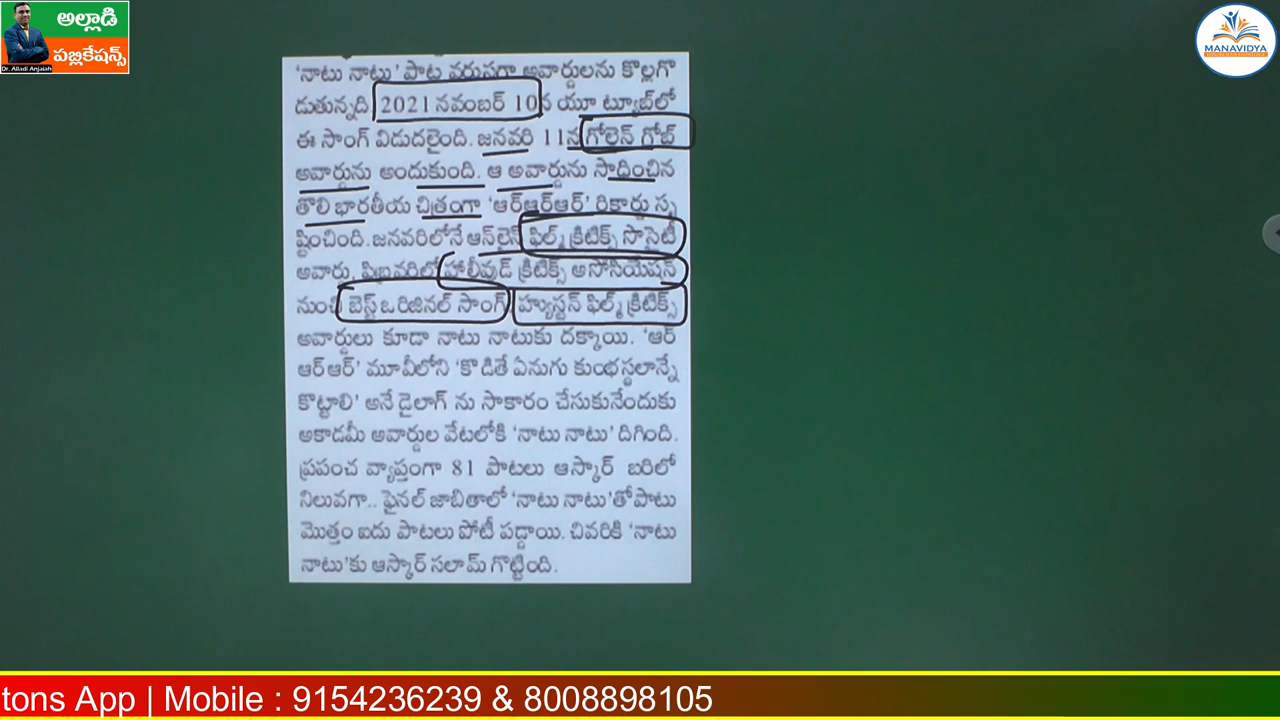 అల్లాడి
పబ్లికేషన్స్
Dr. Alladi Anjaiah
MANAVIDYA
'నాటు నాటు' పాట వరుసగా అవార్డులను కొల్లగొ
డుతున్నది. 2021 నవంబర్ 10న యూ ట్యూబ్‌లో
ఈ సాంగ్ విడుదలైంది. జనవరి 11న గోల్డెన్ గ్లోబ్
అవార్డును అందుకుంది. ఆ అవార్డును సాధించిన
తొలి భారతీయ చిత్రంగా 'ఆర్ఆర్ఆర్' రికార్డు సృ
ష్టించింది. జనవరిలోనే ఆన్‌లైన్ ఫిల్మ్ క్రిటిక్స్ సొసైటీ
అవార్డు, ఫిబ్రవరిలో హాలీవుడ్ క్రిటిక్స్ అసోసియేషన్
నుంచి బెస్ట్ ఒరిజినల్ సాంగ్ హ్యుస్టన్ ఫిల్మ్ క్రిటిక్స్
అవార్డులు కూడా నాటు నాటుకు దక్కాయి. 'ఆర్
ఆర్ఆర్' మూవీలోని 'కొడితే ఏనుగు కుంభస్థలాన్నే
కొట్టాలి' అనే డైలాగ్ ను సాకారం చేసుకునేందుకు
అకాడమీ అవార్డుల వేటలోకి 'నాటు నాటు' దిగింది.
ప్రపంచ వ్యాప్తంగా 81 పాటలు ఆస్కార్ బరిలో
నిలువగా.. ఫైనల్ జాబితాలో 'నాటు నాటు'తోపాటు
మొత్తం ఐదు పాటలు పోటీ పడ్డాయి. చివరికి 'నాటు
నాటు'కు ఆస్కార్ సలామ్ గొట్టింది.
tons App | Mobile : 9154236239 & 8008898105